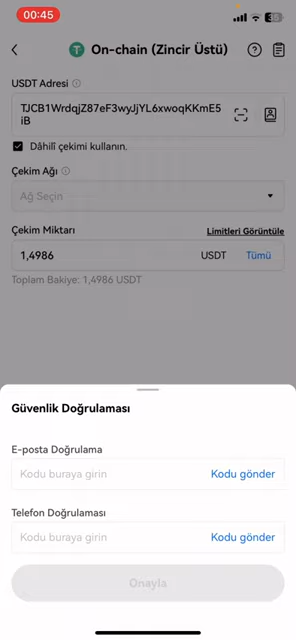 00:45
On-chain (Zincir Üstü)
USDT Adresi
TJCB1WrdqjZ87eF3wyJjYL6xwoqKKmE5
iB
Dâhilî çekimi kullanın.
Çekim Ağı
Ağ Seçin
Çekim Miktarı Limitleri Görüntüle
1,4986 USDT Tümü
Toplam Bakiye: 1,4986 USDT
Güvenlik Doğrulaması
E-posta Doğrulama
Kodu buraya girin Kodu gönder
Telefon Doğrulaması
Kodu buraya girin Kodu gönder
Onayla